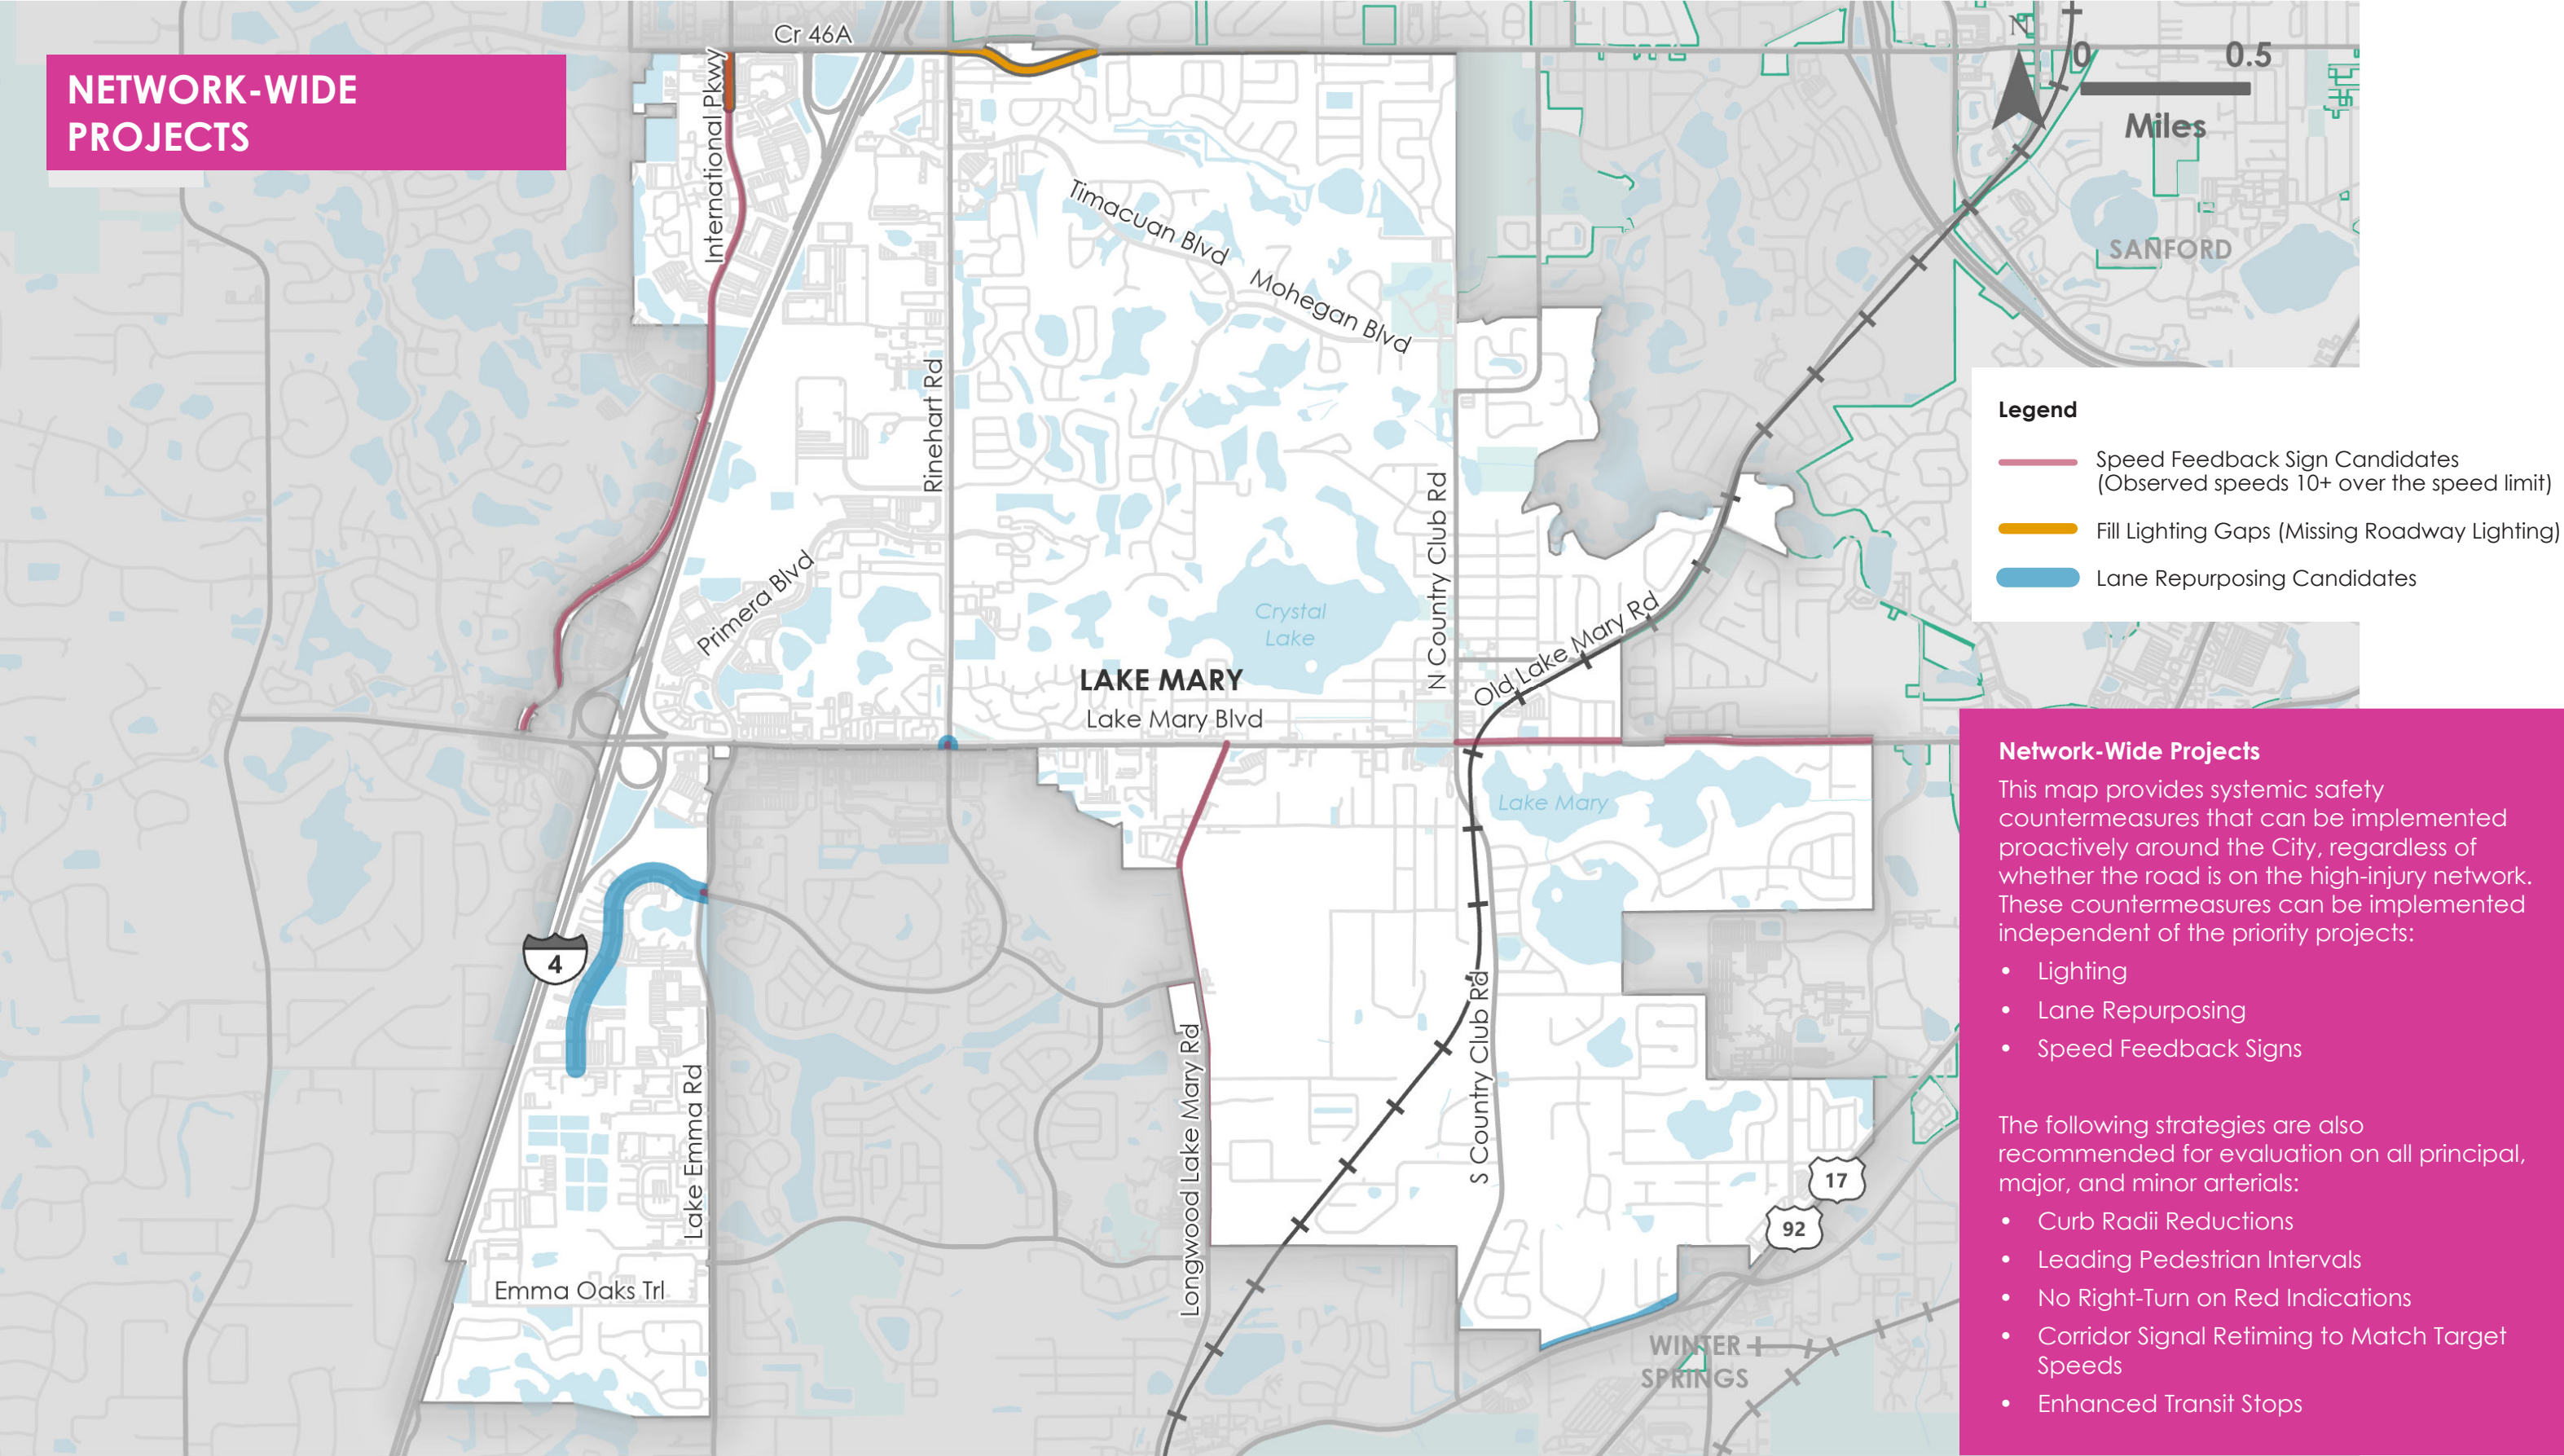 NETWORK-WIDE
PROJECTS
Cr 46A
International Pkwy
Timacuan Blvd
Mohegan Blvd
Rinehart Rd
N Country Club Rd
Primera Blvd
Crystal
Lake
Old Lake Mary Rd
LAKE MARY
Lake Mary Blvd
Lake Mary
4
Lake Emma Rd
Longwood Lake Mary Rd
S Country Club Rd
Emma Oaks Trl
17
92
WINTER
SPRINGS
SANFORD
N
0
0.5
Miles
Legend
Speed Feedback Sign Candidates
(Observed speeds 10+ over the speed limit)
Fill Lighting Gaps (Missing Roadway Lighting)
Lane Repurposing Candidates
Network-Wide Projects
This map provides systemic safety
countermeasures that can be implemented
proactively around the City, regardless of
whether the road is on the high-injury network.
These countermeasures can be implemented
independent of the priority projects:
• Lighting
• Lane Repurposing
• Speed Feedback Signs
The following strategies are also
recommended for evaluation on all principal,
major, and minor arterials:
• Curb Radii Reductions
• Leading Pedestrian Intervals
• No Right-Turn on Red Indications
• Corridor Signal Retiming to Match Target
Speeds
• Enhanced Transit Stops